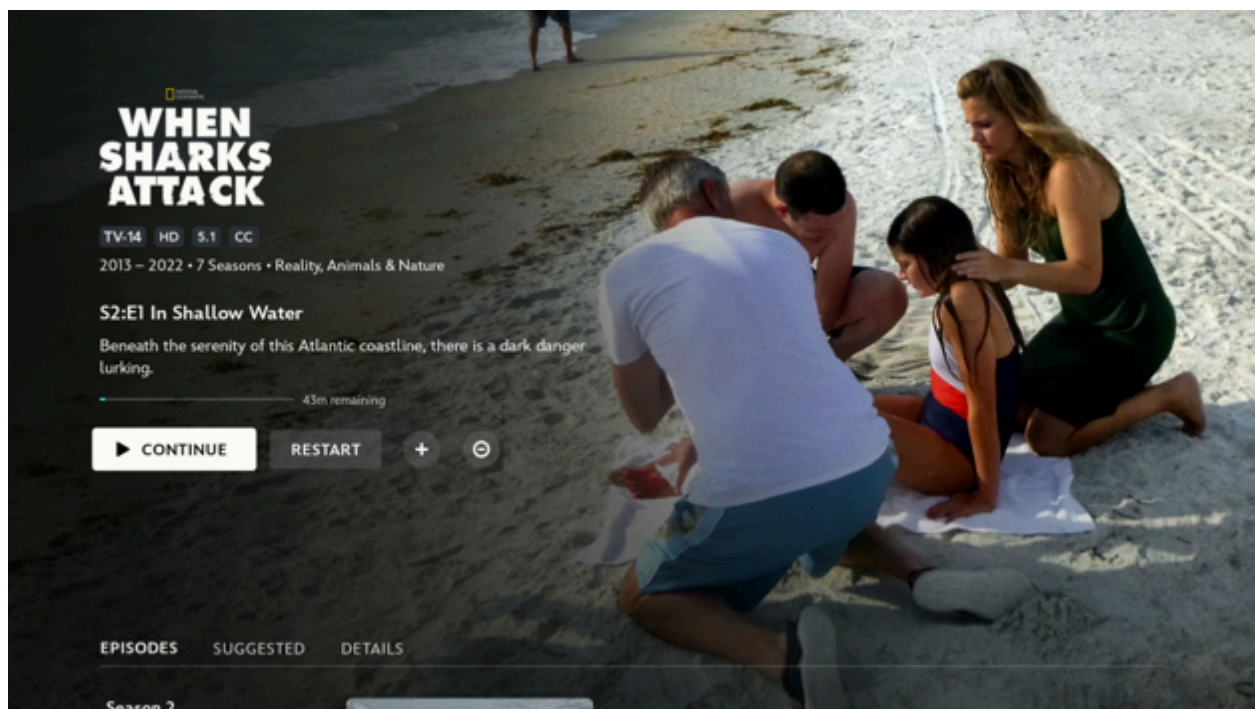 NATIONAL
GEOGRAPHIC
WHEN
SHARKS
ATTACK
TV-14 HD 5.1 CC
2013 – 2022 • 7 Seasons • Reality, Animals & Nature
S2:E1 In Shallow Water
Beneath the serenity of this Atlantic coastline, there is a dark danger
lurking.
43m remaining
CONTINUE RESTART
EPISODES SUGGESTED DETAILS
Season 2